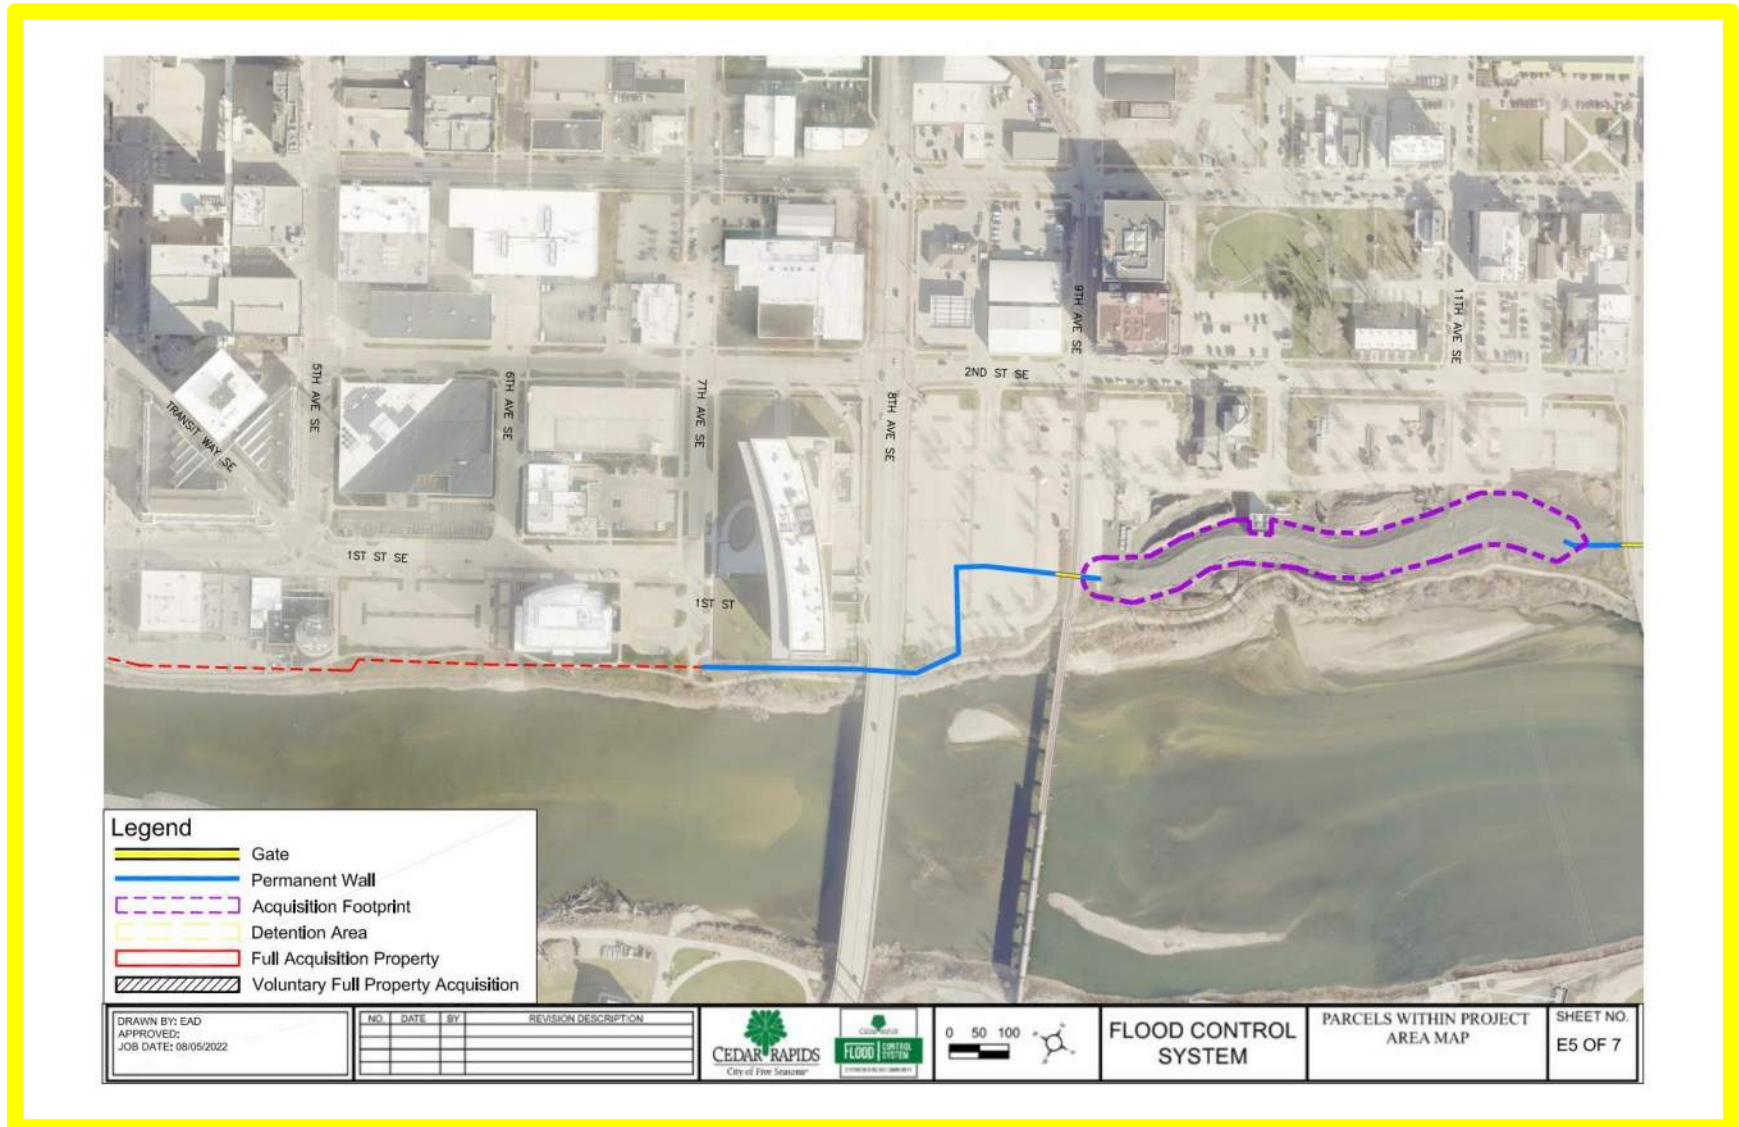 9TH AVE SE
11TH AVE SE
2ND ST SE
5TH AVE SE
6TH AVE SE
7TH AVE SE
8TH AVE SE
TRANSIT WAY SE
1ST ST SE
1ST ST
Legend
Gate
Permanent Wall
Acquisition Footprint
Detention Area
Full Acquisition Property
Voluntary Full Property Acquisition
DRAWN BY: EAD
APPROVED:
JOB DATE: 08/05/2022
NO. DATE BY REVISION DESCRIPTION
CEDAR RAPIDS
City of Five Seasons
CEDAR RAPIDS
FLOOD CONTROL
SYSTEM
0 50 100
FLOOD CONTROL
SYSTEM
PARCELS WITHIN PROJECT
AREA MAP
SHEET NO.
E5 OF 7